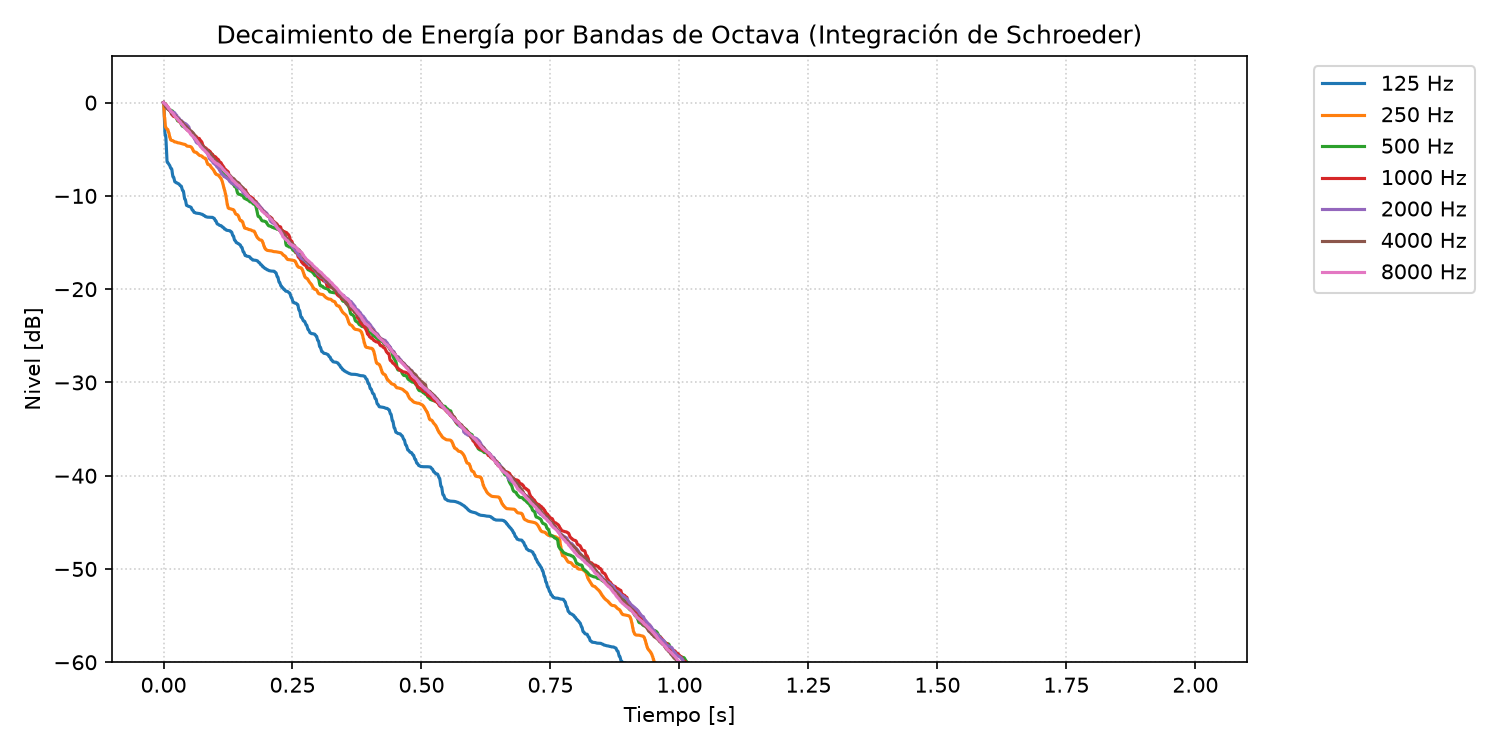 Decaimiento de Energía por Bandas de Octava (Integración de Schroeder)
125 Hz
250 Hz
500 Hz
1000 Hz
2000 Hz
4000 Hz
8000 Hz
Nivel [dB]
0
−10
−20
−30
−40
−50
−60
0.00 0.25 0.50 0.75 1.00 1.25 1.50 1.75 2.00
Tiempo [s]